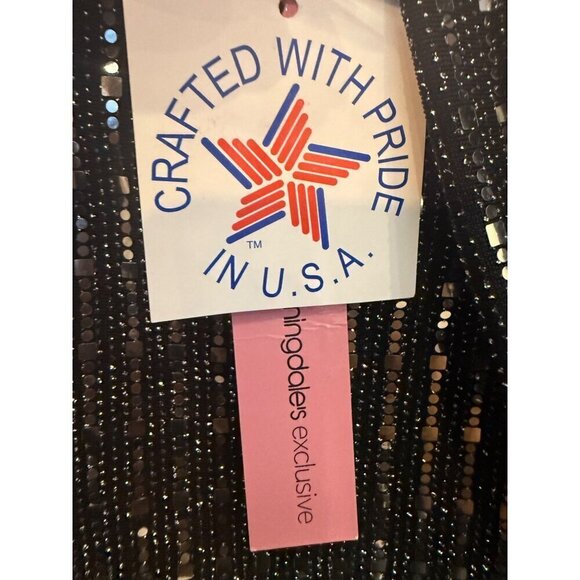 CRAFTED WITH PRIDE
IN U.S.A.
TM
ningdale's exclusive